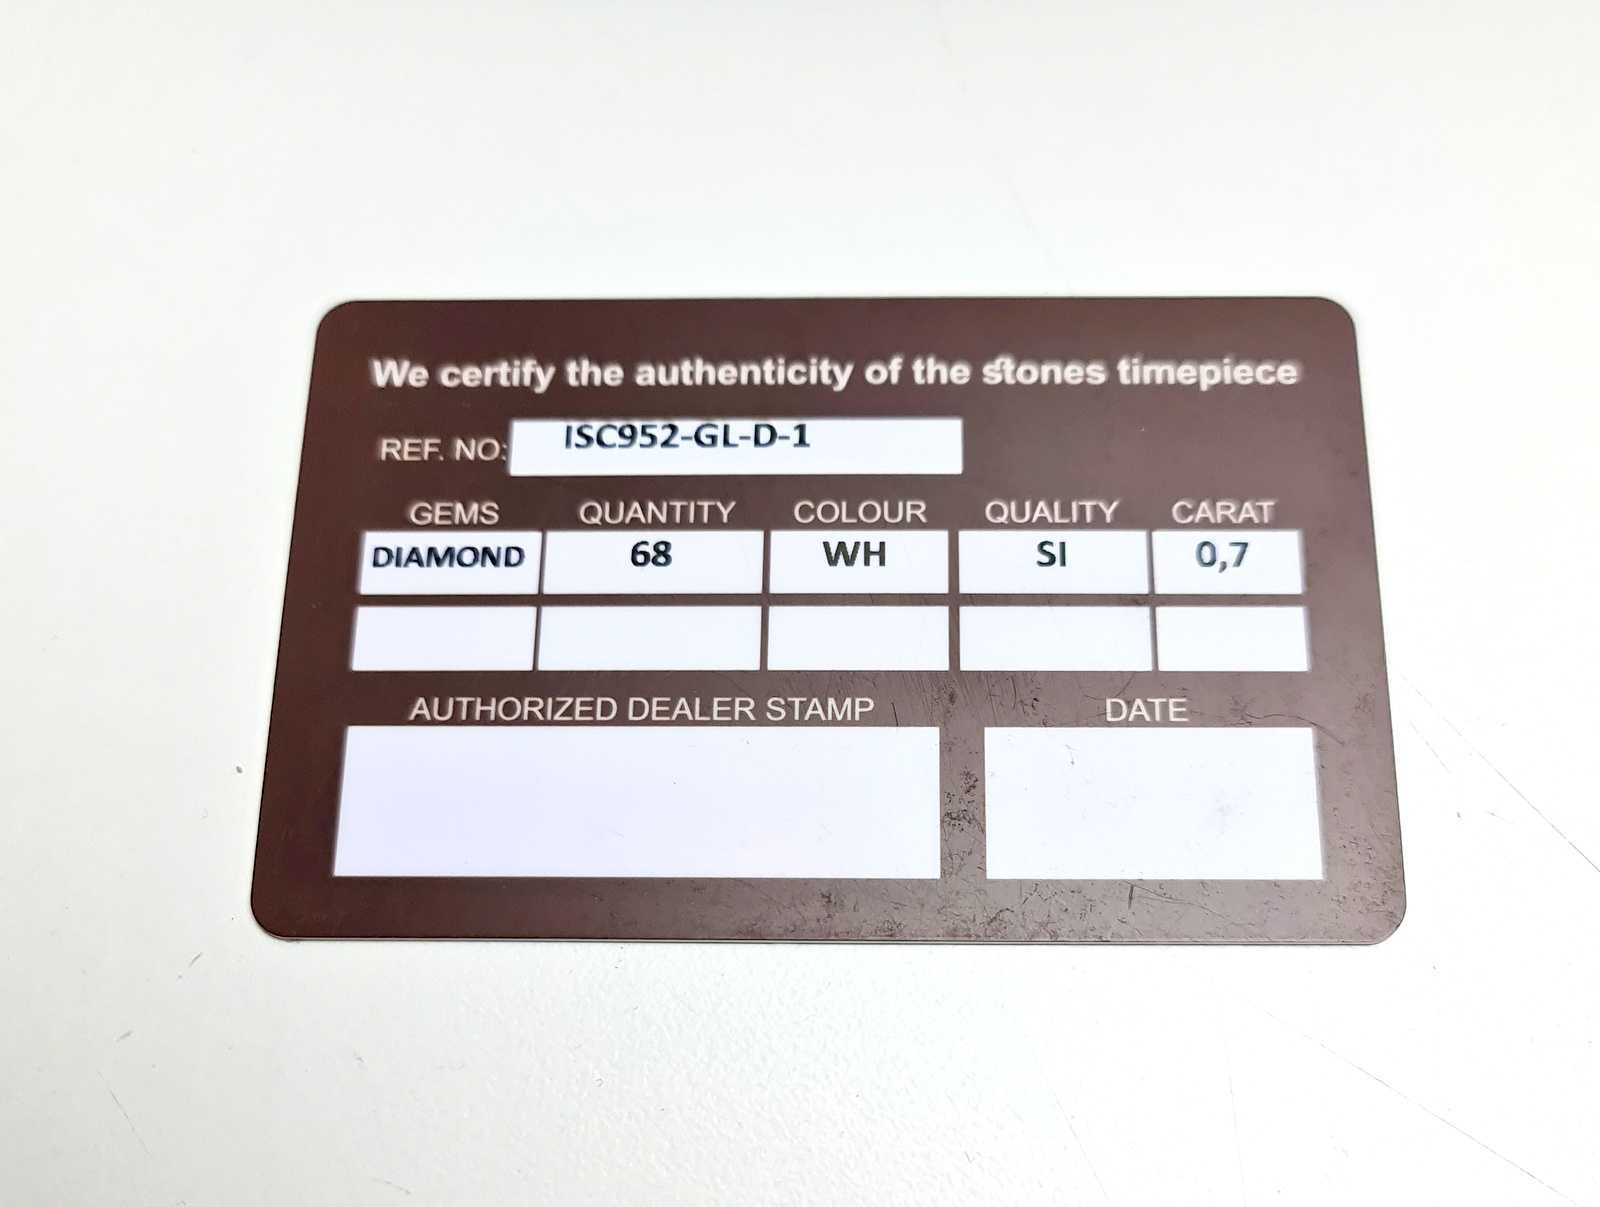 We certify the authenticity of the stones timepiece
REF. NO: ISC952-GL-D-1
GEMS QUANTITY COLOUR QUALITY CARAT
DIAMOND 68 WH SI 0,7
AUTHORIZED DEALER STAMP DATE